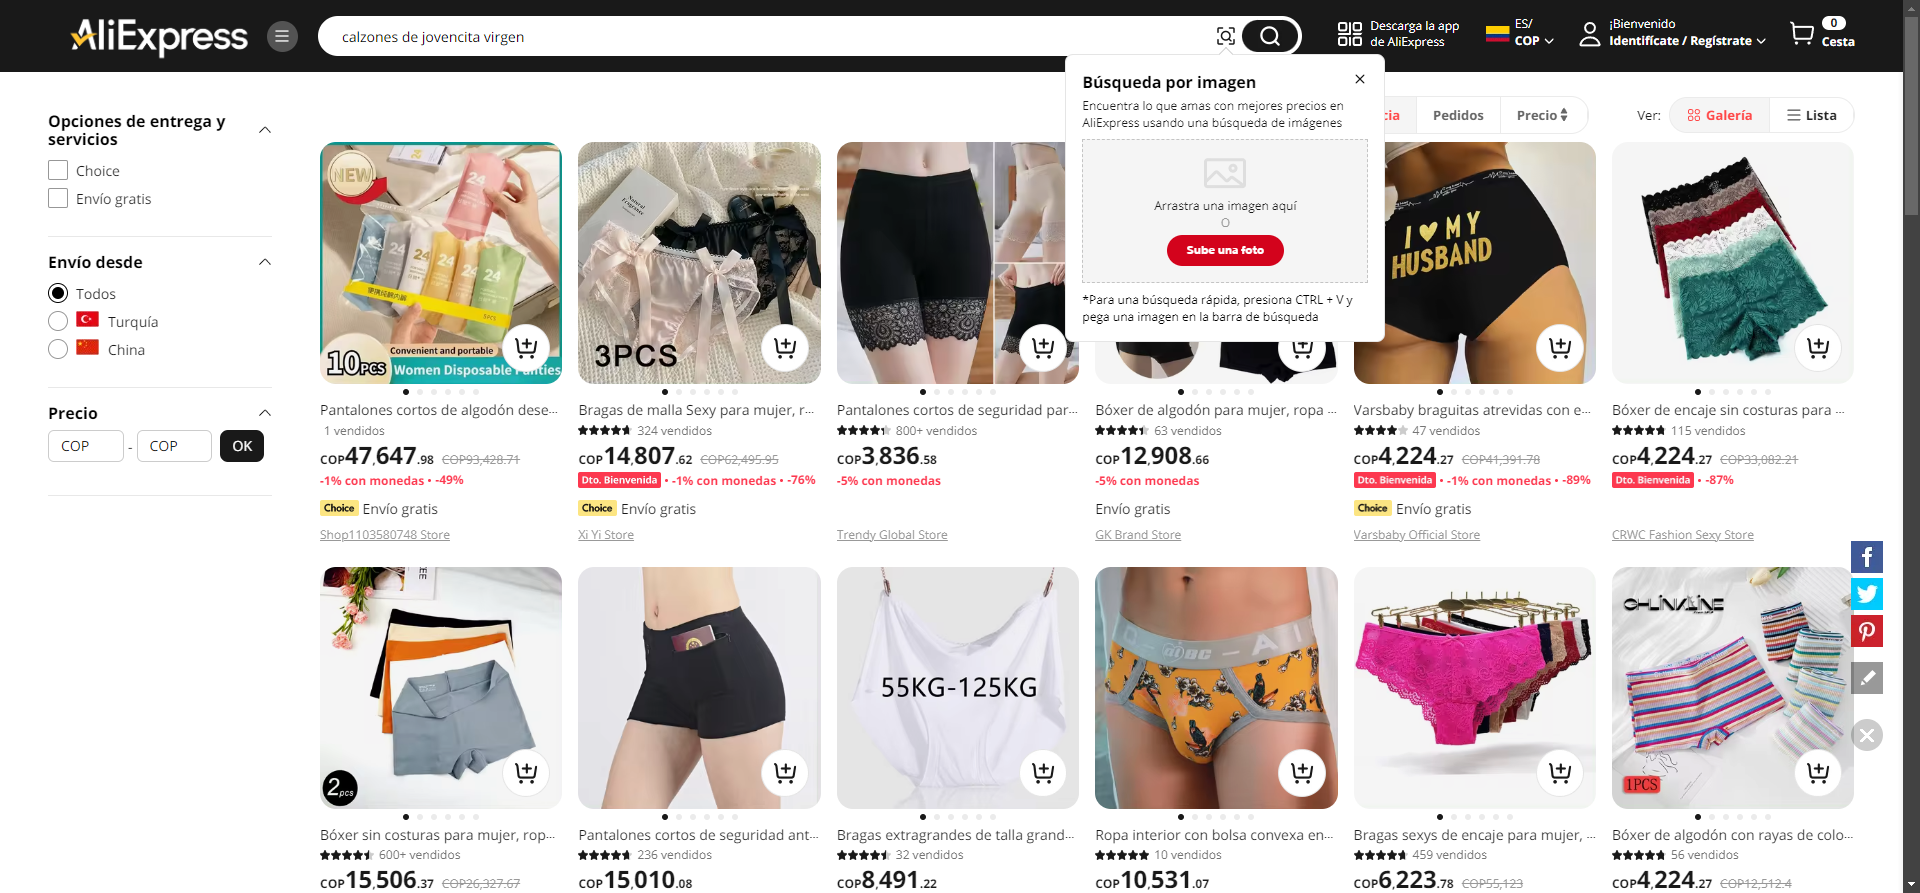 AliExpress
calzones de jovencita virgen
Descarga la app
de AliExpress
ES/
COP
¡Bienvenido
Identifícate / Regístrate
0
Cesta
Búsqueda por imagen
Encuentra lo que amas con mejores precios en
AliExpress usando una búsqueda de imágenes
Arrastra una imagen aquí
O
Sube una foto
*Para una búsqueda rápida, presiona CTRL + V y
pega una imagen en la barra de búsqueda
cia
Pedidos
Precio
Ver:
Galería
Lista
Opciones de entrega y
servicios
Choice
Envío gratis
Envío desde
Todos
Turquía
China
Precio
COP - COP OK
NEW
24
24
24
24
24
5PCS
10PCS
Convenient and portable
Women Disposable Panties
Pantalones cortos de algodón dese...
1 vendidos
COP47,647.98 COP93,428.71
-1% con monedas • -49%
Choice Envío gratis
Shop1103580748 Store
3PCS
Bragas de malla Sexy para mujer, r...
324 vendidos
COP14,807.62 COP62,495.95
Dto. Bienvenida • -1% con monedas • -76%
Choice Envío gratis
Xi Yi Store
Pantalones cortos de seguridad par...
800+ vendidos
COP3,836.58
-5% con monedas
Trendy Global Store
Bóxer de algodón para mujer, ropa ...
63 vendidos
COP12,908.66
-5% con monedas
Envío gratis
GK Brand Store
I MY
HUSBAND
Varsbaby braguitas atrevidas con e...
47 vendidos
COP4,224.27 COP41,391.78
Dto. Bienvenida • -1% con monedas • -89%
Choice Envío gratis
Varsbaby Official Store
Bóxer de encaje sin costuras para ...
115 vendidos
COP4,224.27 COP33,082.21
Dto. Bienvenida • -87%
CRWC Fashion Sexy Store
2pcs
Bóxer sin costuras para mujer, rop...
600+ vendidos
COP15,506.37 COP26,327.67
Pantalones cortos de seguridad ant...
236 vendidos
COP15,010.08
55KG-125KG
Bragas extragrandes de talla grand...
32 vendidos
COP8,491.22
Ropa interior con bolsa convexa en...
10 vendidos
COP10,531.07
Bragas sexys de encaje para mujer, ...
459 vendidos
COP6,223.78 COP55,123
1PCS
Bóxer de algodón con rayas de colo...
56 vendidos
COP4,224.27 COP12,512.4